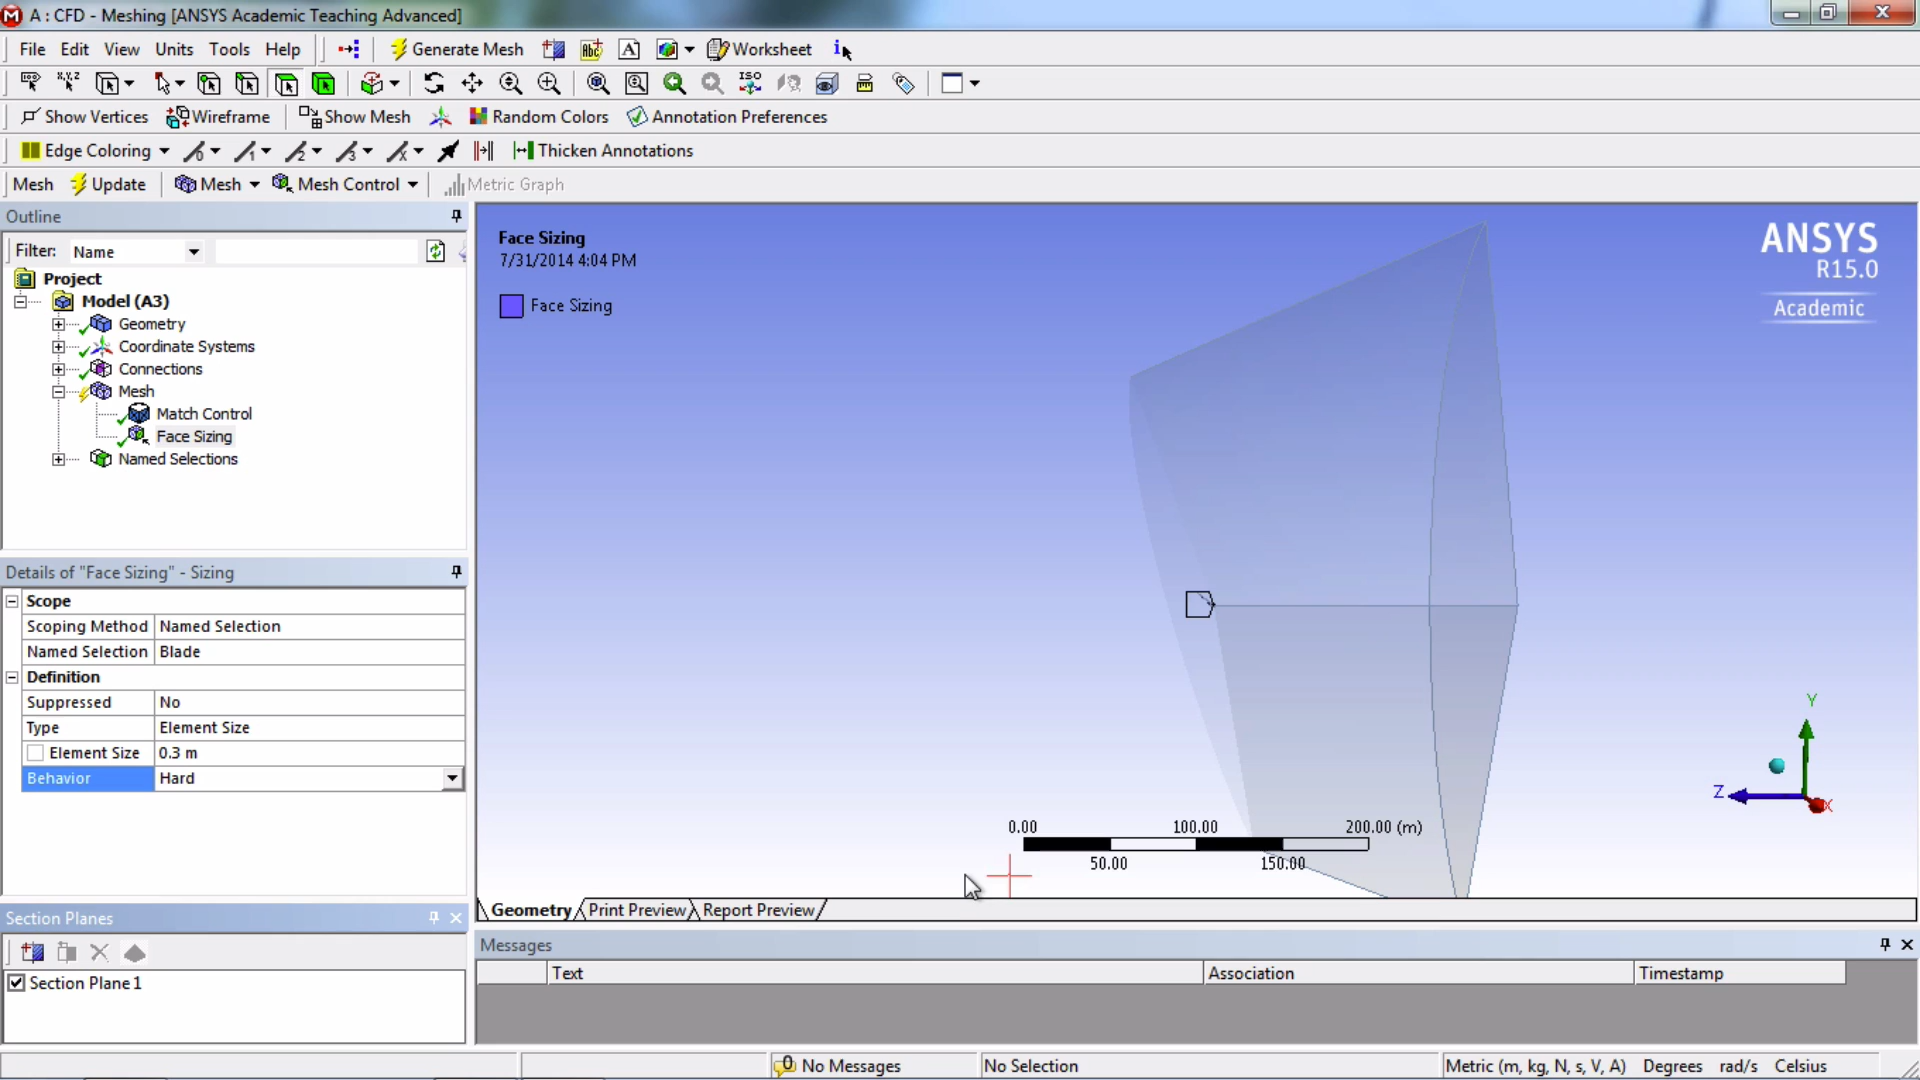 A : CFD - Meshing [ANSYS Academic Teaching Advanced]
File Edit View Units Tools Help Generate Mesh Worksheet
Show Vertices Wireframe Show Mesh Random Colors Annotation Preferences
Edge Coloring Thicken Annotations
Mesh Update Mesh Mesh Control Metric Graph
Outline
Filter: Name
Project
Model (A3)
Geometry
Coordinate Systems
Connections
Mesh
Match Control
Face Sizing
Named Selections
Details of "Face Sizing" - Sizing
Scope
Scoping Method Named Selection
Named Selection Blade
Definition
Suppressed No
Type Element Size
Element Size 0.3 m
Behavior Hard
Section Planes
Section Plane 1
Face Sizing
7/31/2014 4:04 PM
Face Sizing
ANSYS
R15.0
Academic
Y
Z
X
0.00 100.00 200.00 (m)
50.00 150.00
Geometry Print Preview Report Preview
Messages
Text Association Timestamp
No Messages No Selection Metric (m, kg, N, s, V, A) Degrees rad/s Celsius